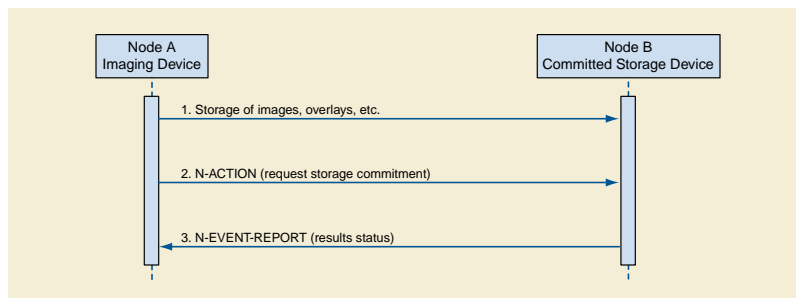 Node A
Imaging Device
Node B
Committed Storage Device
1. Storage of images, overlays, etc.
2. N-ACTION (request storage commitment)
3. N-EVENT-REPORT (results status)